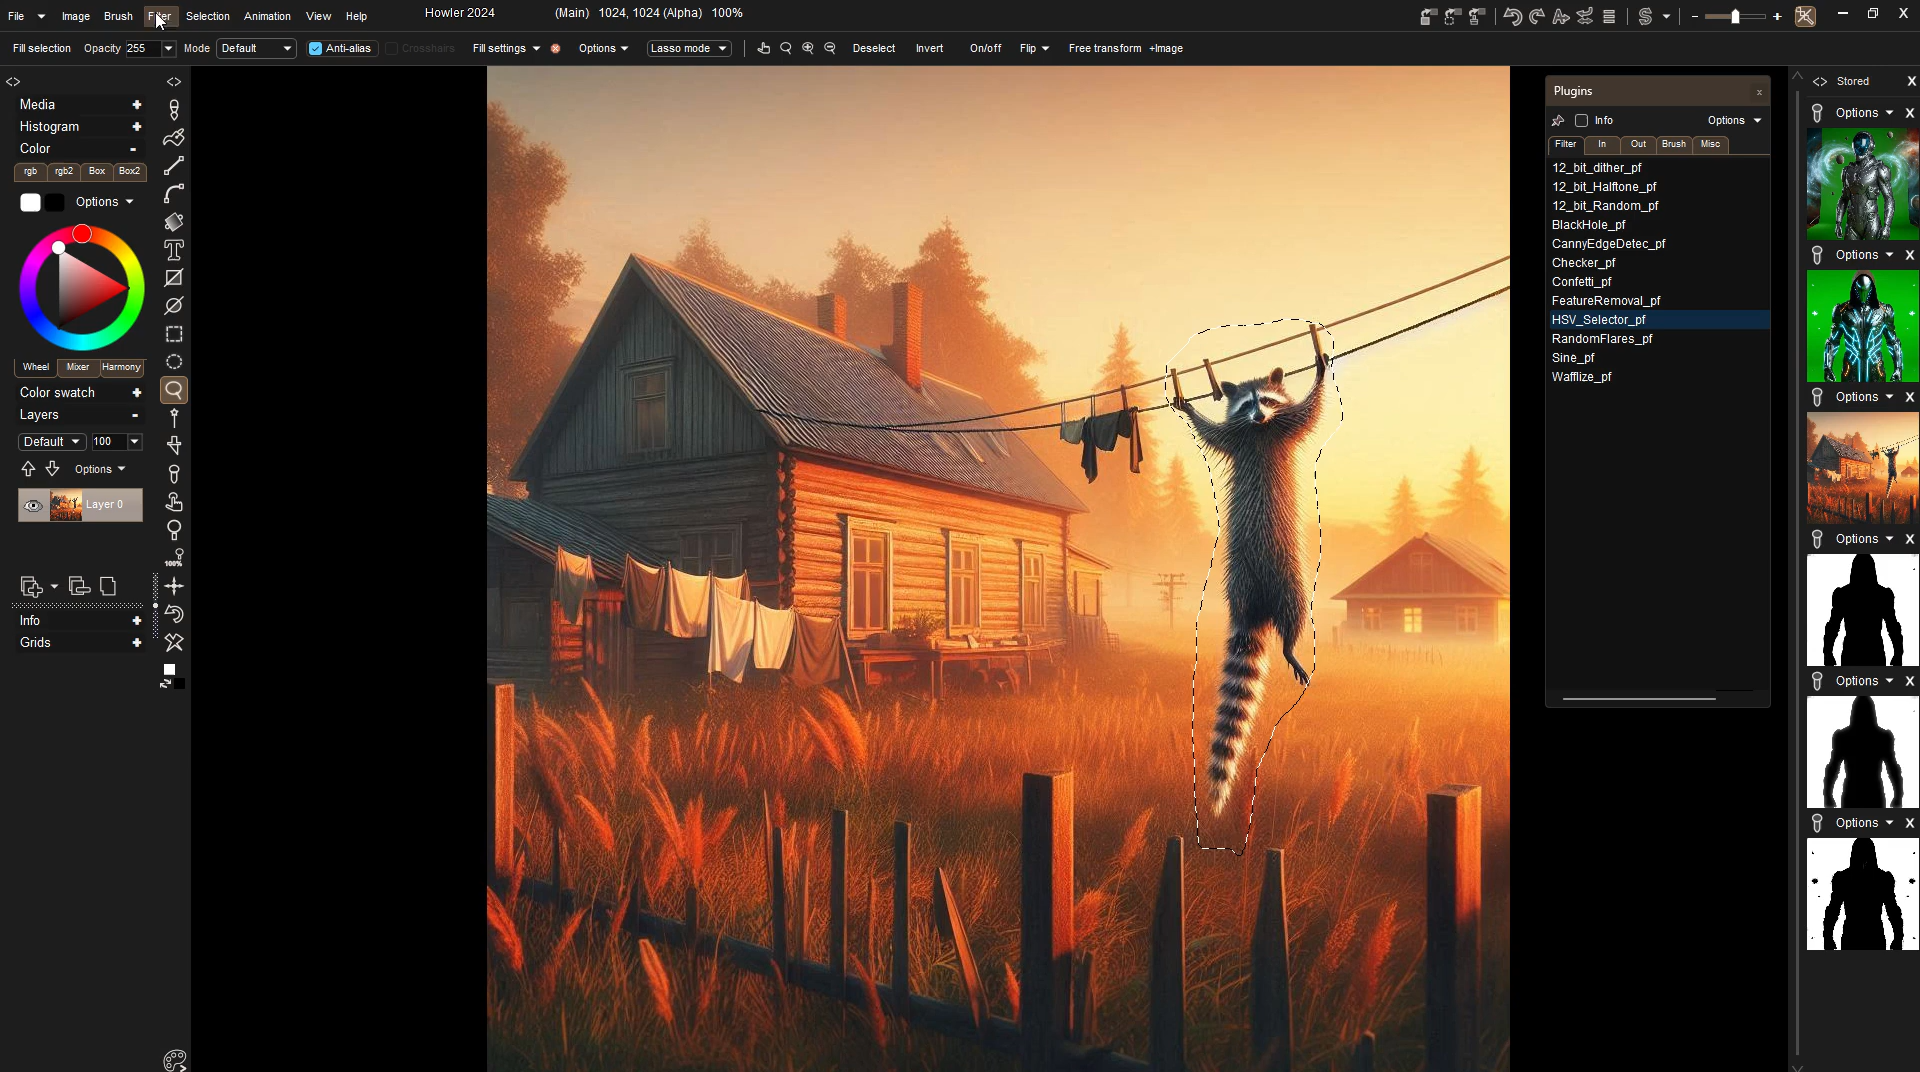 File Image Brush Filter Selection Animation View Help Howler 2024 (Main) 1024, 1024 (Alpha) 100%
Fill selection Opacity 255 Mode Default Anti-alias Crosshairs Fill settings Options Lasso mode Deselect Invert On/off Flip Free transform +Image
<> <> <> Stored X
Media +
Histogram +
Color -
rgb rgb2 Box Box2
Options
Wheel Mixer Harmony
Color swatch +
Layers -
Default 100
Options
Layer 0
Info +
Grids +
100%
Plugins x
Info Options
Filter In Out Brush Misc
12_bit_dither_pf
12_bit_Halftone_pf
12_bit_Random_pf
BlackHole_pf
CannyEdgeDetec_pf
Checker_pf
Confetti_pf
FeatureRemoval_pf
HSV_Selector_pf
RandomFlares_pf
Sine_pf
Wafflize_pf
Options X
Options X
Options X
Options X
Options X
Options X